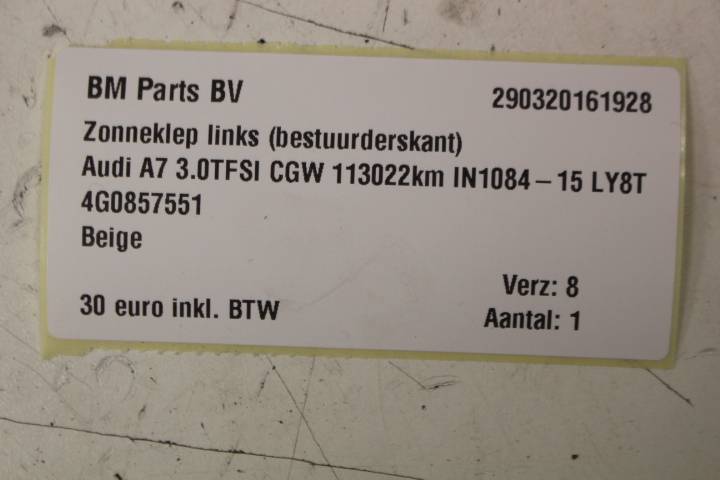 BM Parts BV 290320161928
Zonneklep links (bestuurderskant)
Audi A7 3.0TFSI CGW 113022km IN1084 – 15 LY8T
4G0857551
Beige
Verz: 8
30 euro inkl. BTW Aantal: 1